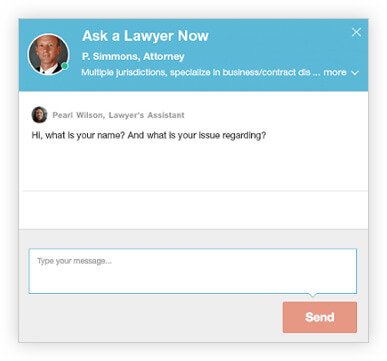 Ask a Lawyer Now
P. Simmons, Attorney
Multiple jurisdictions, specialize in business/contract dis ... more
Pearl Wilson, Lawyer's Assistant
Hi, what is your name? And what is your issue regarding?
Type your message...
Send